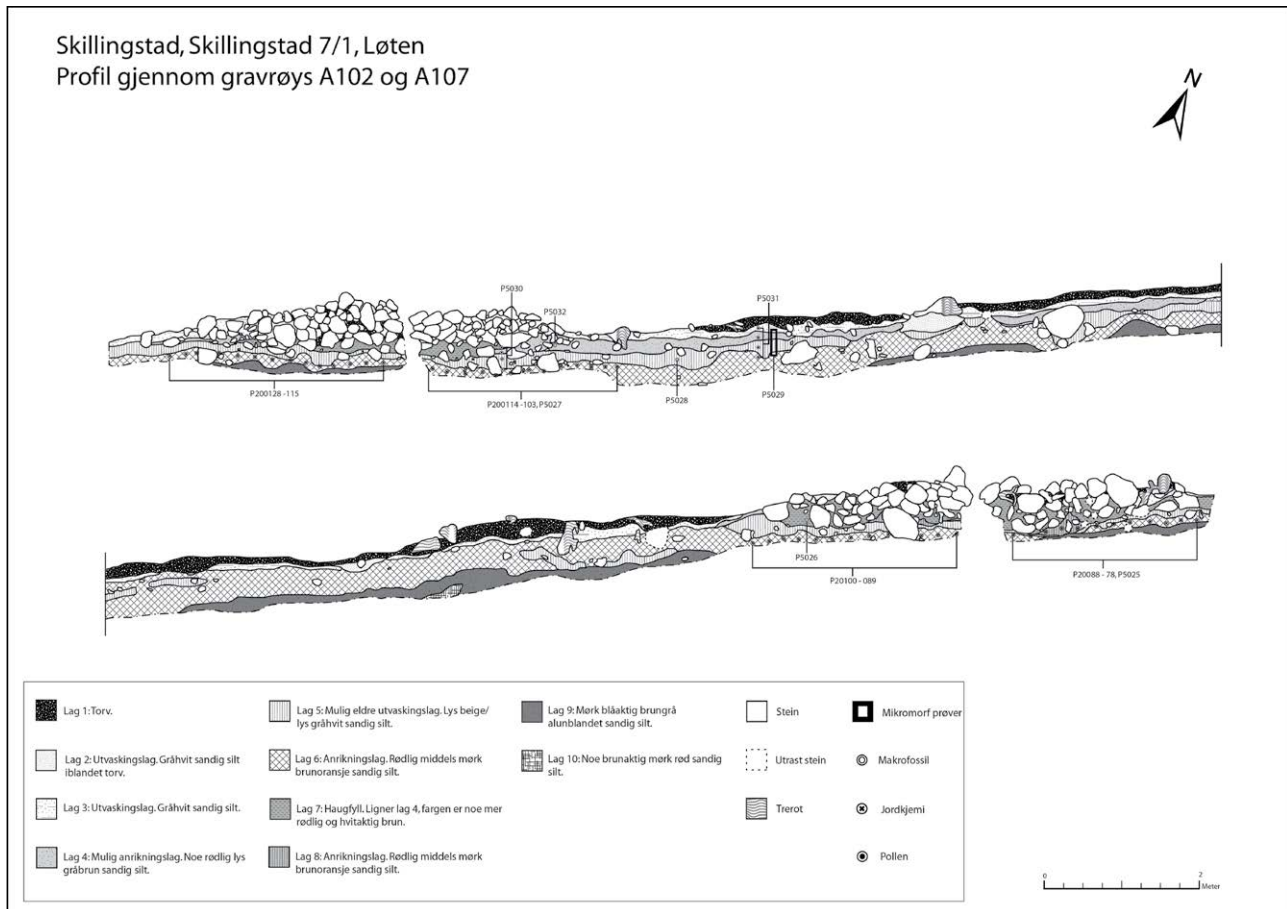 Skillingstad, Skillingstad 7/1, Løten
Profil gjennom gravrøys A102 og A107
N
P5030
P5032
P5031
P200128 -115
P200114 -103, P5027
P5028
P5029
P5026
P20100 - 089
P20088 - 78, P5025
Lag 1: Torv.
Lag 2: Utvaskingslag. Gråhvit sandig silt
iblandet torv.
Lag 3: Utvaskingslag. Gråhvit sandig silt.
Lag 4: Mulig anrikningslag. Noe rødlig lys
gråbrun sandig silt.
Lag 5: Mulig eldre utvaskingslag. Lys beige/
lys gråhvit sandig silt.
Lag 6: Anrikningslag. Rødlig middels mørk
brunoransje sandig silt.
Lag 7: Haugfyll. Ligner lag 4, fargen er noe mer
rødlig og hvitaktig brun.
Lag 8: Anrikningslag. Rødlig middels mørk
brunoransje sandig silt.
Lag 9: Mørk blåaktig brungrå
alunblandet sandig silt.
Lag 10: Noe brunaktig mørk rød sandig
silt.
Stein
Utrast stein
Trerot
Mikromorf prøver
Makrofossil
Jordkjemi
Pollen
0 2
Meter